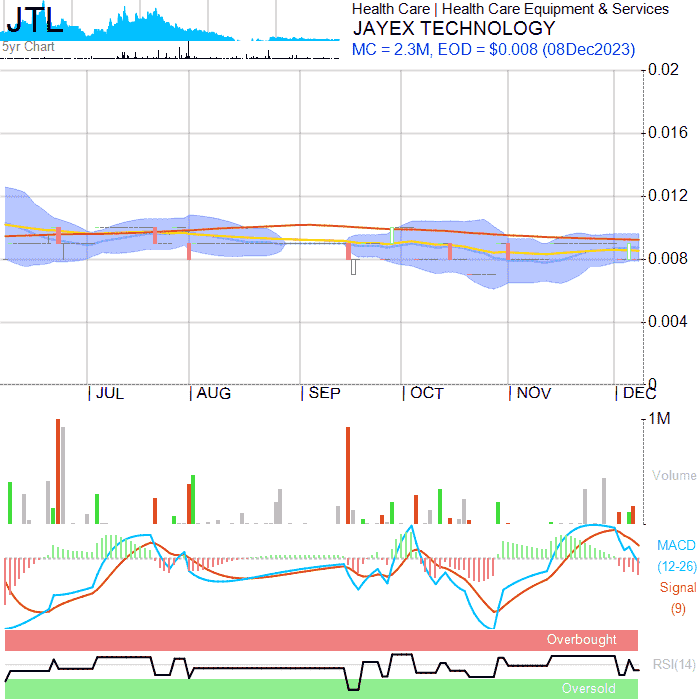 JTL
5yr Chart
Health Care | Health Care Equipment & Services
JAYEX TECHNOLOGY
MC = 2.3M, EOD = $0.008 (08Dec2023)
0.02
0.016
0.012
0.008
0.004
0
JUL AUG SEP OCT NOV DEC
1M
Volume
MACD
(12-26)
Signal
(9)
Overbought
RSI(14)
Oversold